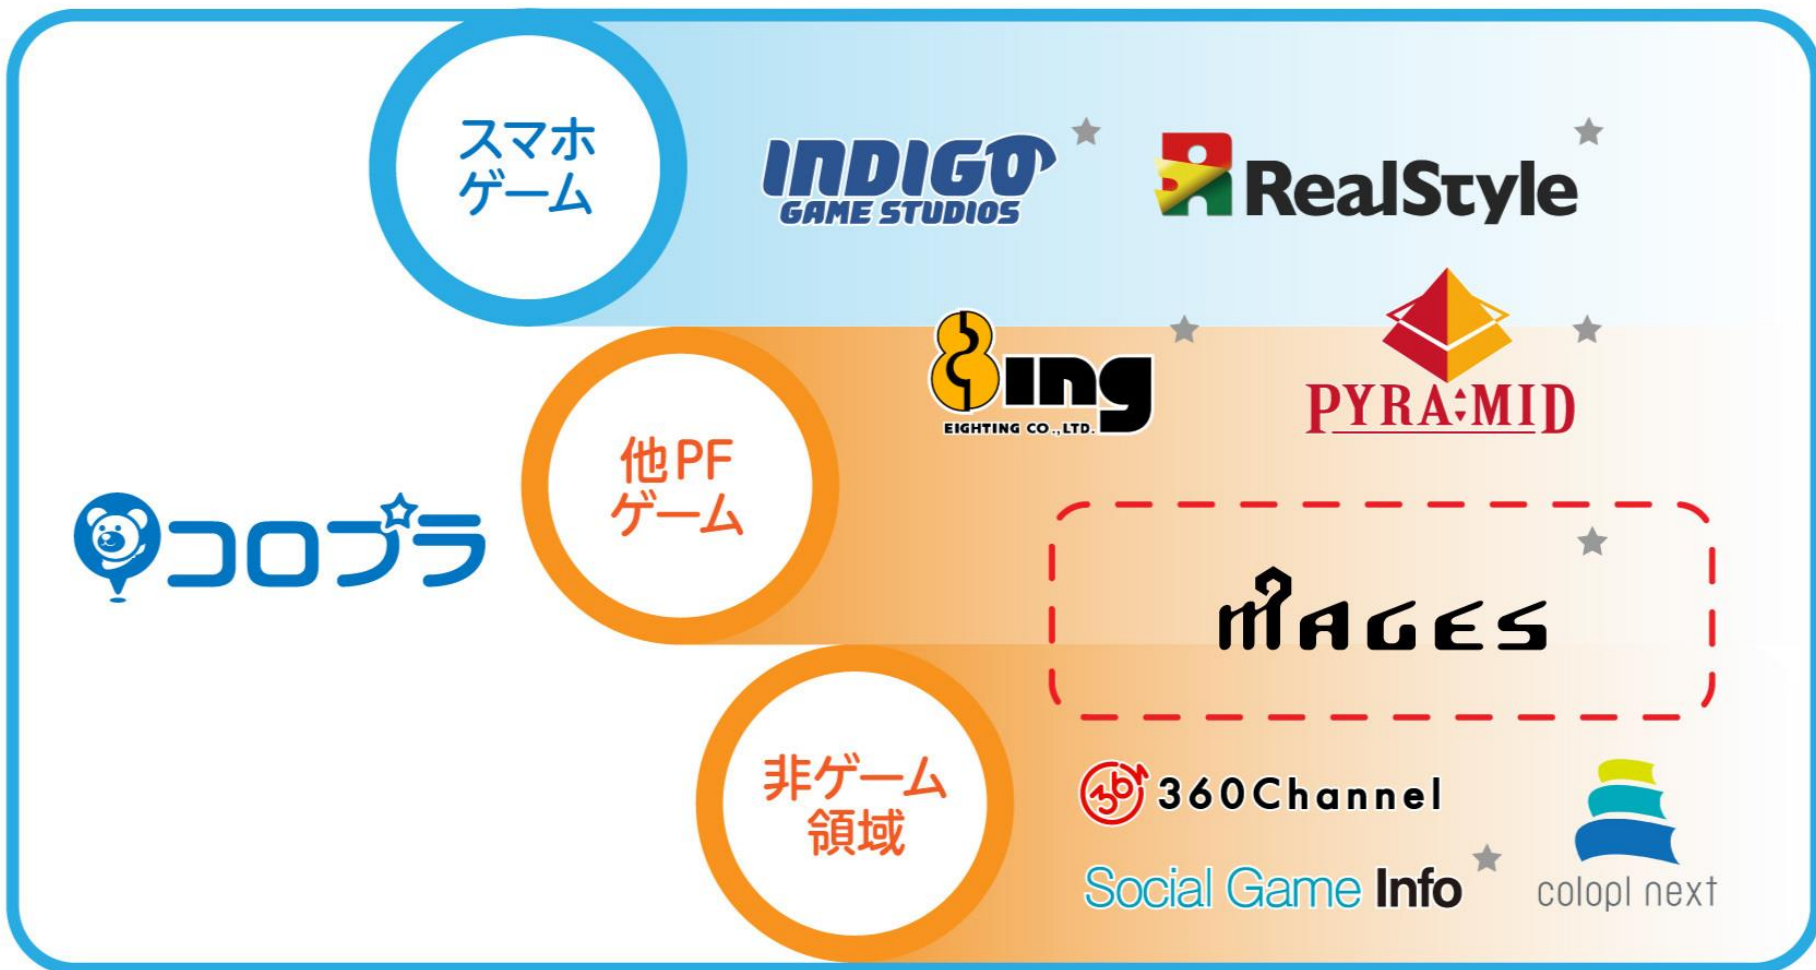 スマホ
ゲーム
INDIGO
GAME STUDIOS
RealStyle
8ing
EIGHTING CO.,LTD.
PYRA:MID
他PF
ゲーム
コロプラ
MAGES
非ゲーム
領域
360Channel
Social Game Info
colopl next